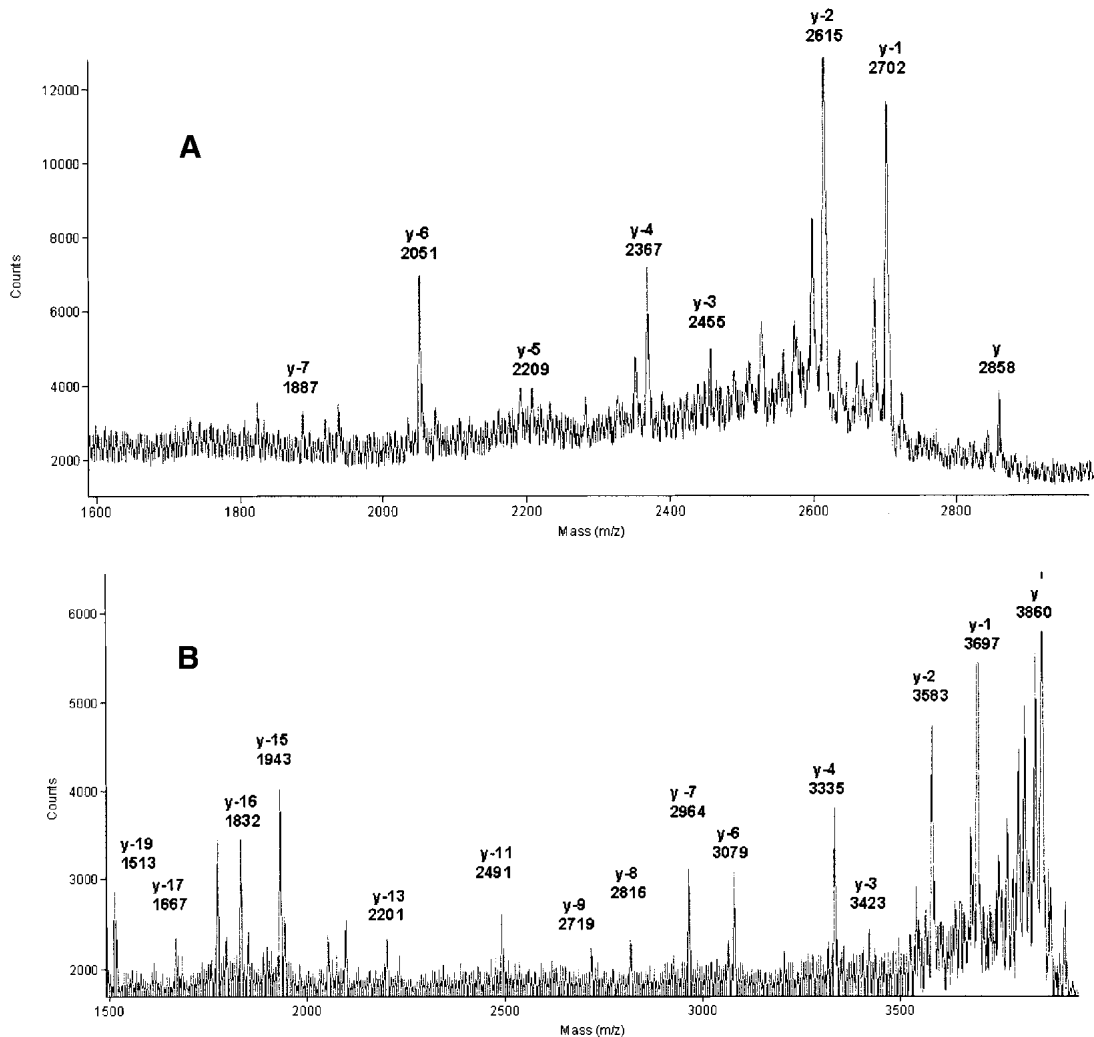 y-2
2615
y-1
2702
12000
A
10000
Counts
8000
y-6
2051
y-4
2367
6000
y-3
2455
y-5
2209
y
2858
y-7
1887
4000
2000
1600
1800
2000
2200
2400
2600
2800
Mass (m/z)
6000
y
3860
B
y-1
3697
y-2
3583
5000
y-15
1943
Counts
4000
y-16
1832
y-4
3335
y-7
2964
y-19
1513
y-17
1667
y-11
2491
y-6
3079
3000
y-13
2201
y-9
2719
y-8
2816
y-3
3423
2000
1500
2000
2500
3000
3500
Mass (m/z)